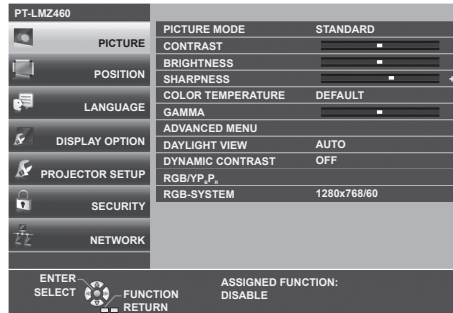 PT-LMZ460
PICTURE
POSITION
LANGUAGE
DISPLAY OPTION
PROJECTOR SETUP
SECURITY
NETWORK
PICTURE MODE STANDARD
CONTRAST
BRIGHTNESS
SHARPNESS +
COLOR TEMPERATURE DEFAULT
GAMMA
ADVANCED MENU
DAYLIGHT VIEW AUTO
DYNAMIC CONTRAST OFF
RGB/YPBPR
RGB-SYSTEM 1280x768/60
ENTER
SELECT
FUNCTION
RETURN
ASSIGNED FUNCTION:
DISABLE